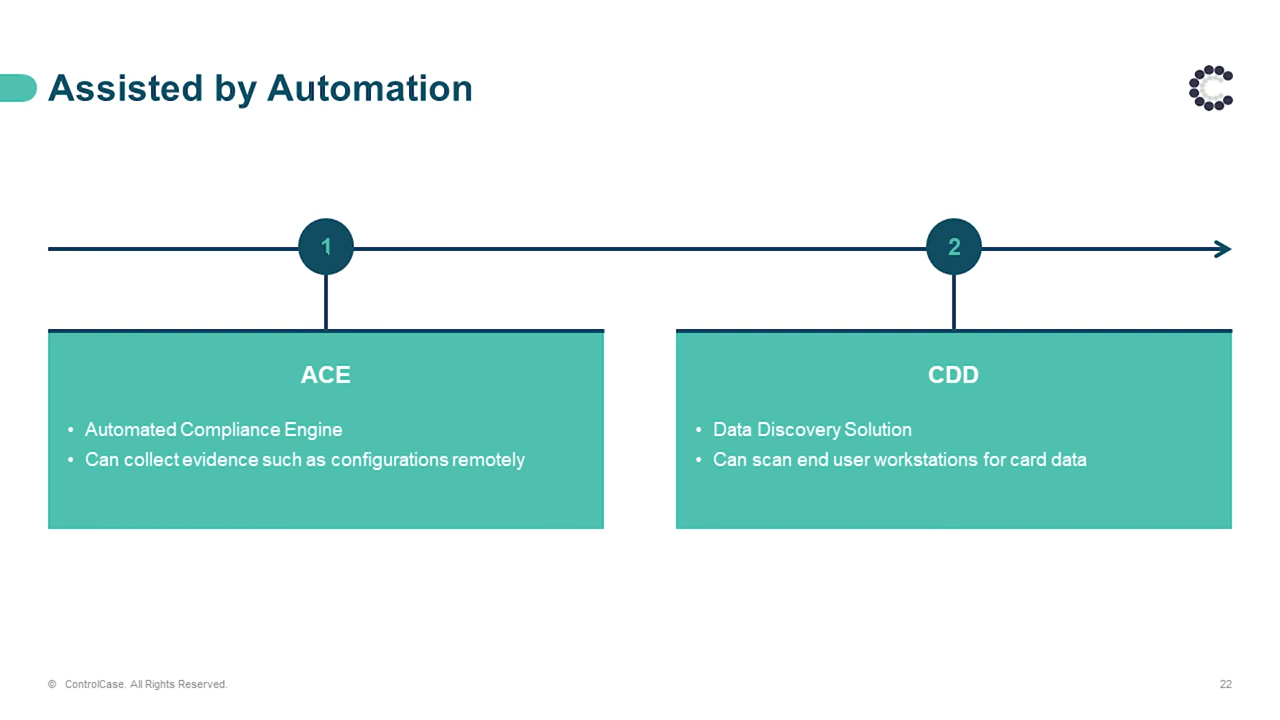 Assisted by Automation
1
2
ACE
• Automated Compliance Engine
• Can collect evidence such as configurations remotely
CDD
• Data Discovery Solution
• Can scan end user workstations for card data
© ControlCase. All Rights Reserved.
22